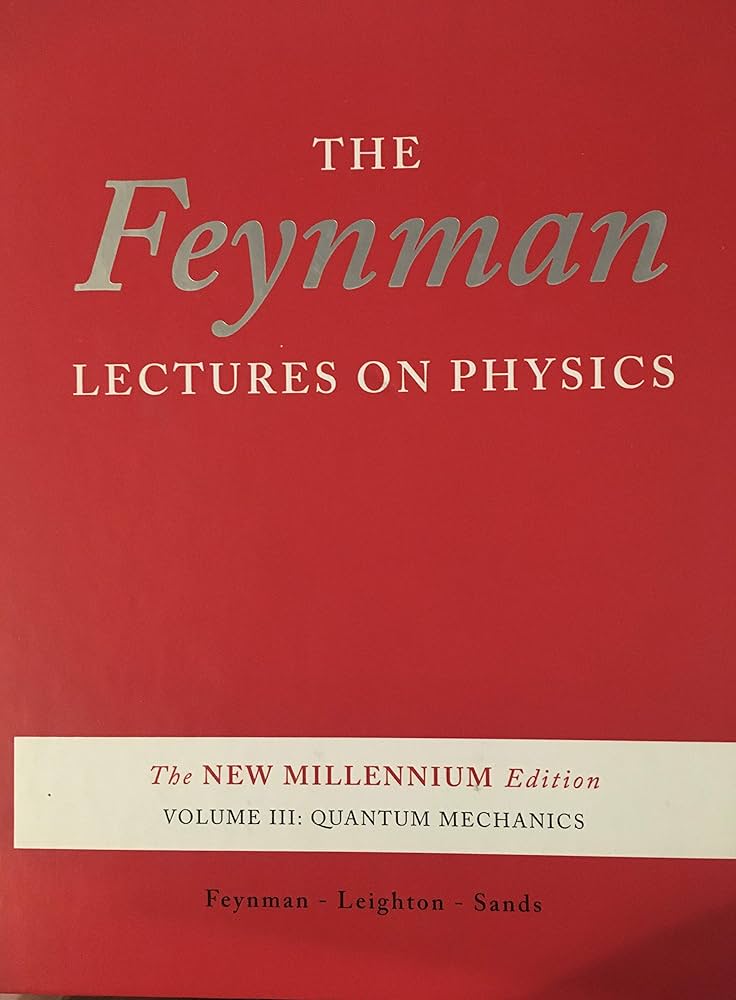 THE
Feynman
LECTURES ON PHYSICS
The NEW MILLENNIUM Edition
VOLUME III: QUANTUM MECHANICS
Feynman - Leighton - Sands